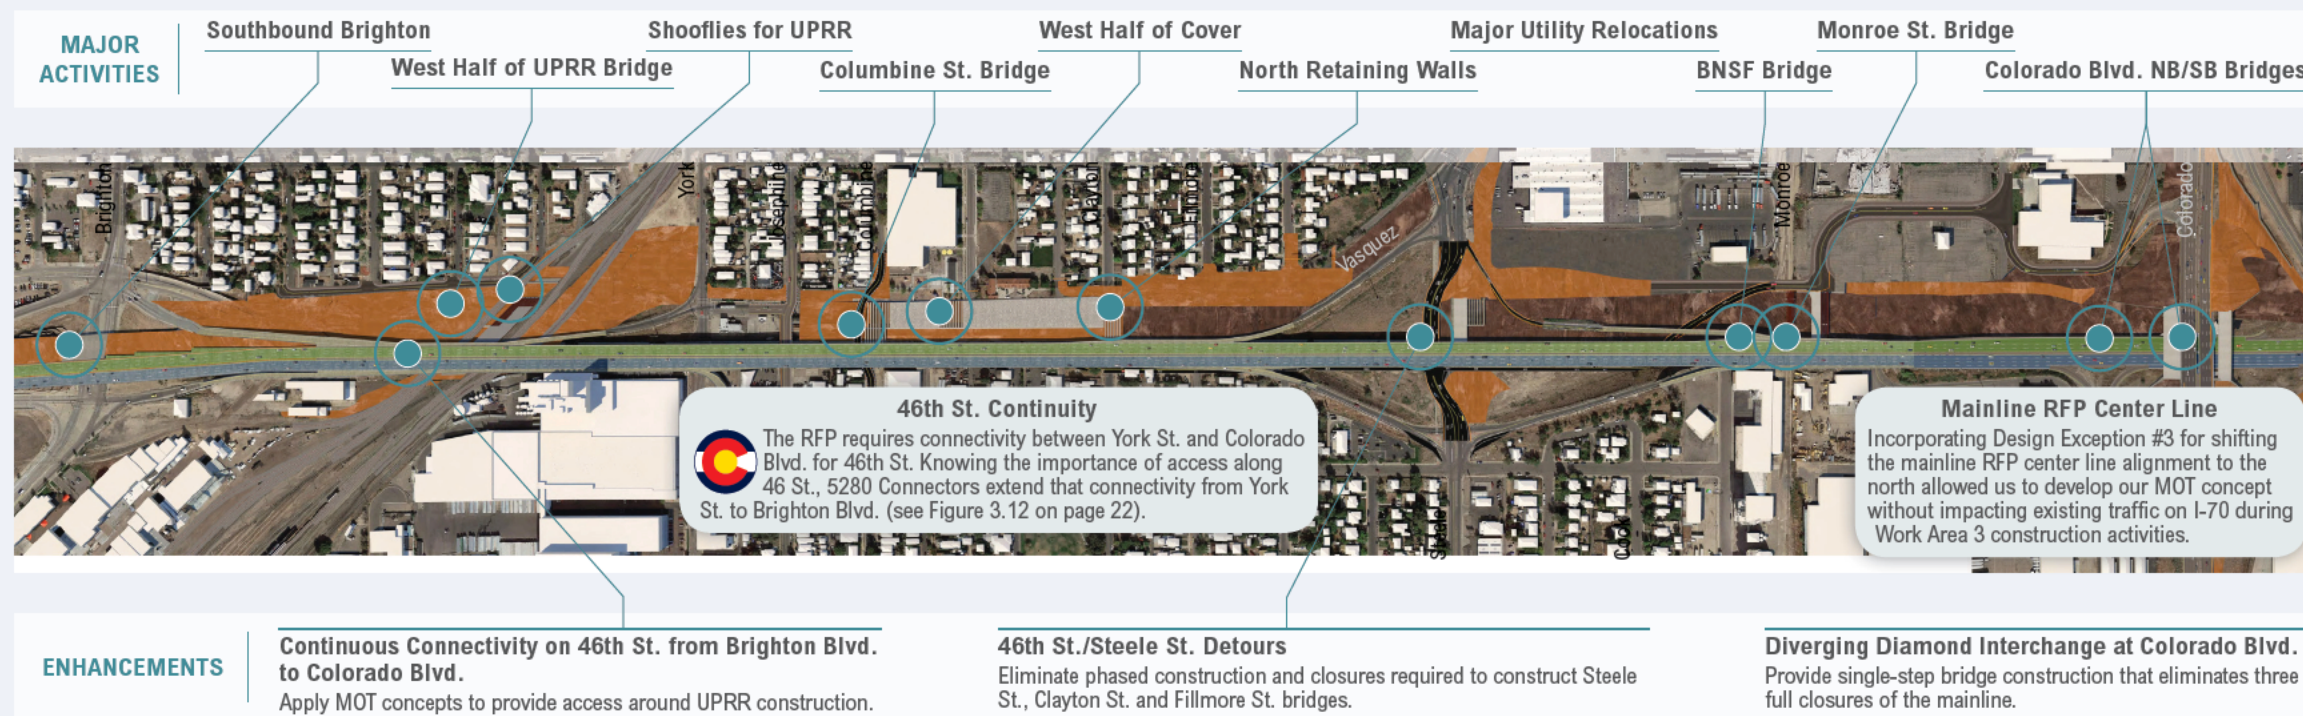 MAJOR
ACTIVITIES
Southbound Brighton
West Half of UPRR Bridge
Shooflies for UPRR
Columbine St. Bridge
West Half of Cover
North Retaining Walls
Major Utility Relocations
BNSF Bridge
Monroe St. Bridge
Colorado Blvd. NB/SB Bridges
Brighton
York
Josephine
Columbine
Clayton
Fillmore
Vasquez
Monroe
Colorado
46th St. Continuity
The RFP requires connectivity between York St. and Colorado
Blvd. for 46th St. Knowing the importance of access along
46 St., 5280 Connectors extend that connectivity from York
St. to Brighton Blvd. (see Figure 3.12 on page 22).
Steele
Cook
Mainline RFP Center Line
Incorporating Design Exception #3 for shifting
the mainline RFP center line alignment to the
north allowed us to develop our MOT concept
without impacting existing traffic on I-70 during
Work Area 3 construction activities.
ENHANCEMENTS
Continuous Connectivity on 46th St. from Brighton Blvd.
to Colorado Blvd.
Apply MOT concepts to provide access around UPRR construction.
46th St./Steele St. Detours
Eliminate phased construction and closures required to construct Steele
St., Clayton St. and Fillmore St. bridges.
Diverging Diamond Interchange at Colorado Blvd.
Provide single-step bridge construction that eliminates three
full closures of the mainline.